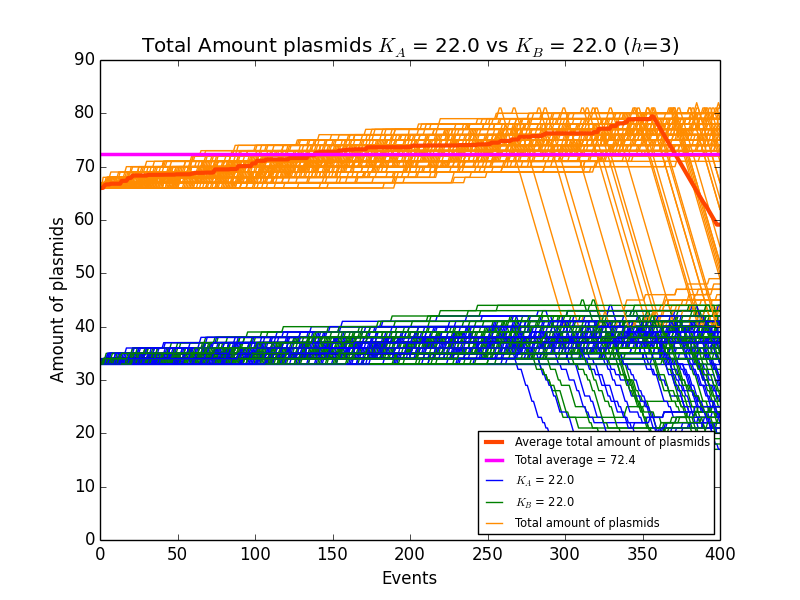 Total Amount plasmids K_A = 22.0 vs K_B = 22.0 (h=3)
90
80
70
60
50
40
30
20
10
0
Amount of plasmids
0 50 100 150 200 250 300 350 400
Events
Average total amount of plasmids
Total average = 72.4
K_A = 22.0
K_B = 22.0
Total amount of plasmids